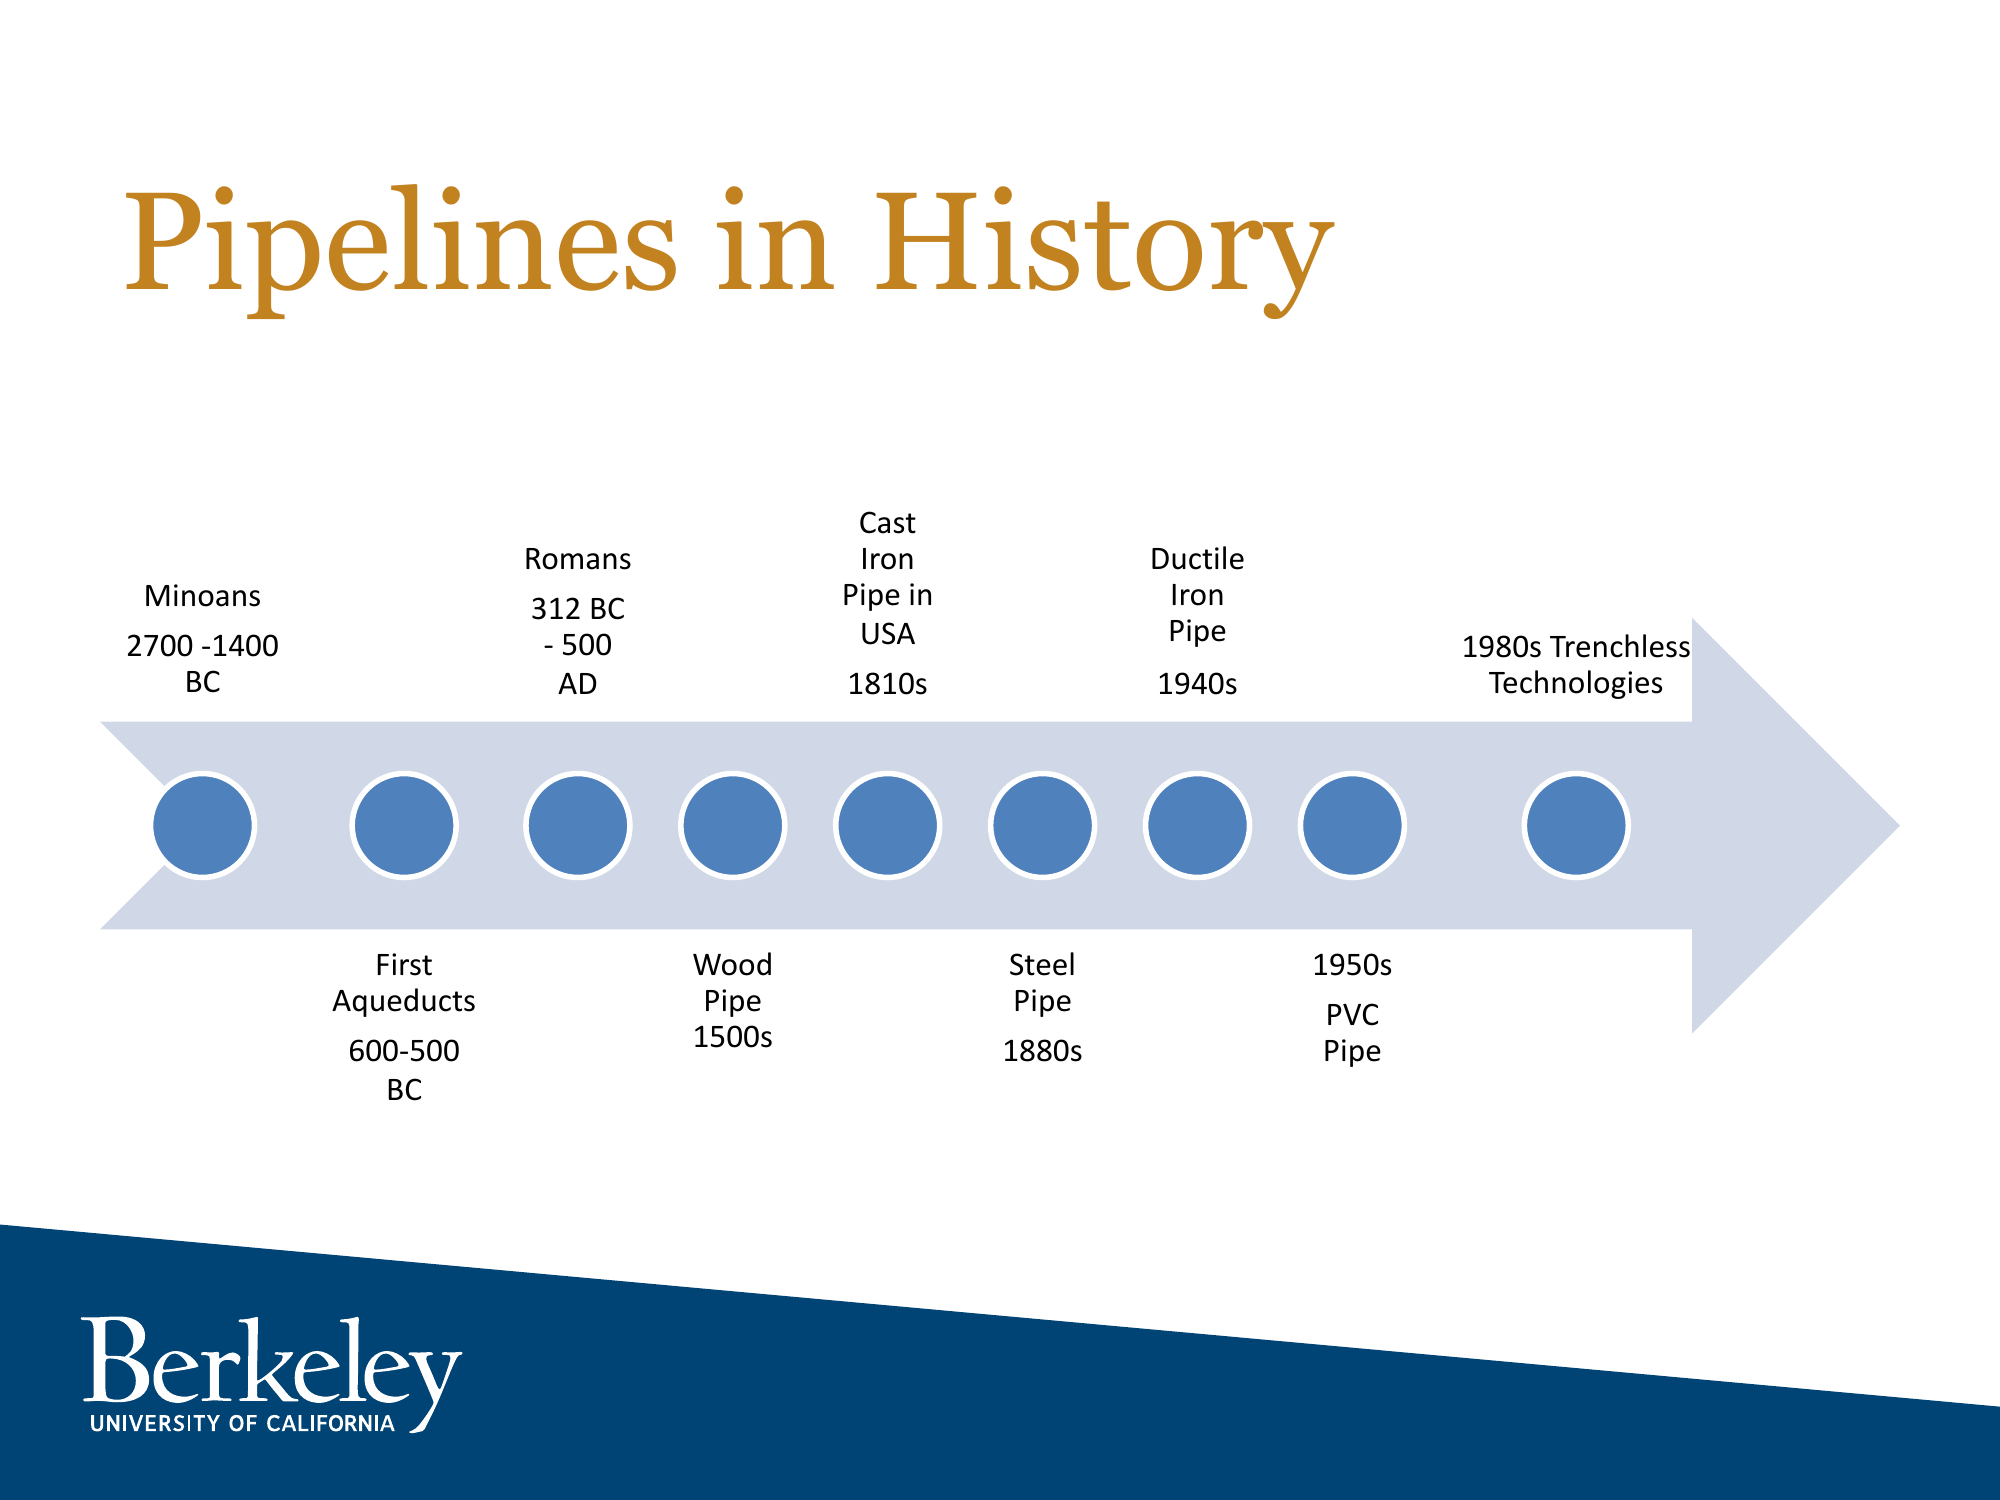 Pipelines in History
Minoans
2700 -1400
BC
First
Aqueducts
600-500
BC
Romans
312 BC
- 500
AD
Wood
Pipe
1500s
Cast
Iron
Pipe in
USA
1810s
Steel
Pipe
1880s
Ductile
Iron
Pipe
1940s
1950s
PVC
Pipe
1980s Trenchless
Technologies
Berkeley
UNIVERSITY OF CALIFORNIA